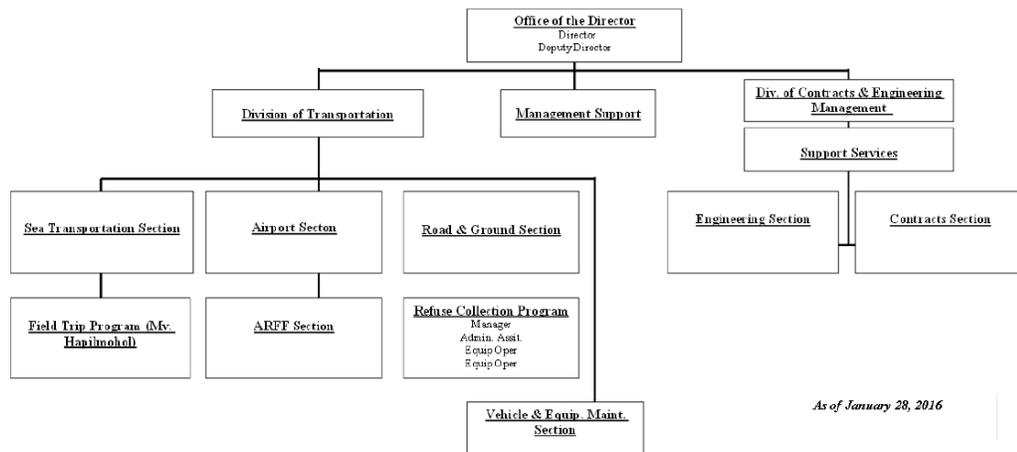 Office of the Director
Director
Deputy Director
Division of Transportation
Management Support
Div. of Contracts & Engineering
Management
Support Services
Sea Transportation Section
Airport Secton
Road & Ground Section
Engineering Section
Contracts Section
Field Trip Program (Mv.
Hapilmohol)
ARFF Section
Refuse Collection Program
Manager
Admin. Assit.
Equip Oper
Equip Oper
Vehicle & Equip. Maint.
Section
As of January 28, 2016